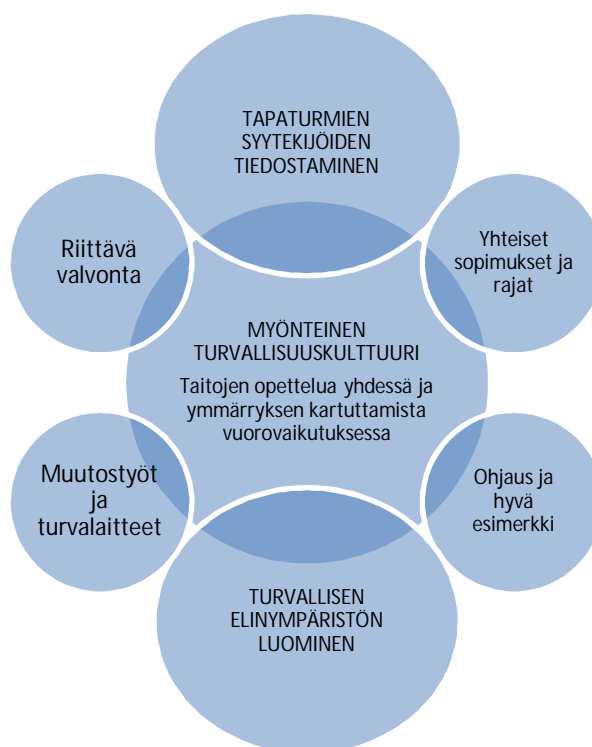 TAPATURMIEN
SYYTEKIJÖIDEN
TIEDOSTAMINEN
Riittävä
valvonta
Yhteiset
sopimukset ja
rajat
MYÖNTEINEN
TURVALLISUUSKULTTUURI
Taitojen opettelua yhdessä ja
ymmärryksen kartuttamista
vuorovaikutuksessa
Muutostyöt
ja
turvalaitteet
Ohjaus ja
hyvä
esimerkki
TURVALLISEN
ELINYMPÄRISTÖN
LUOMINEN